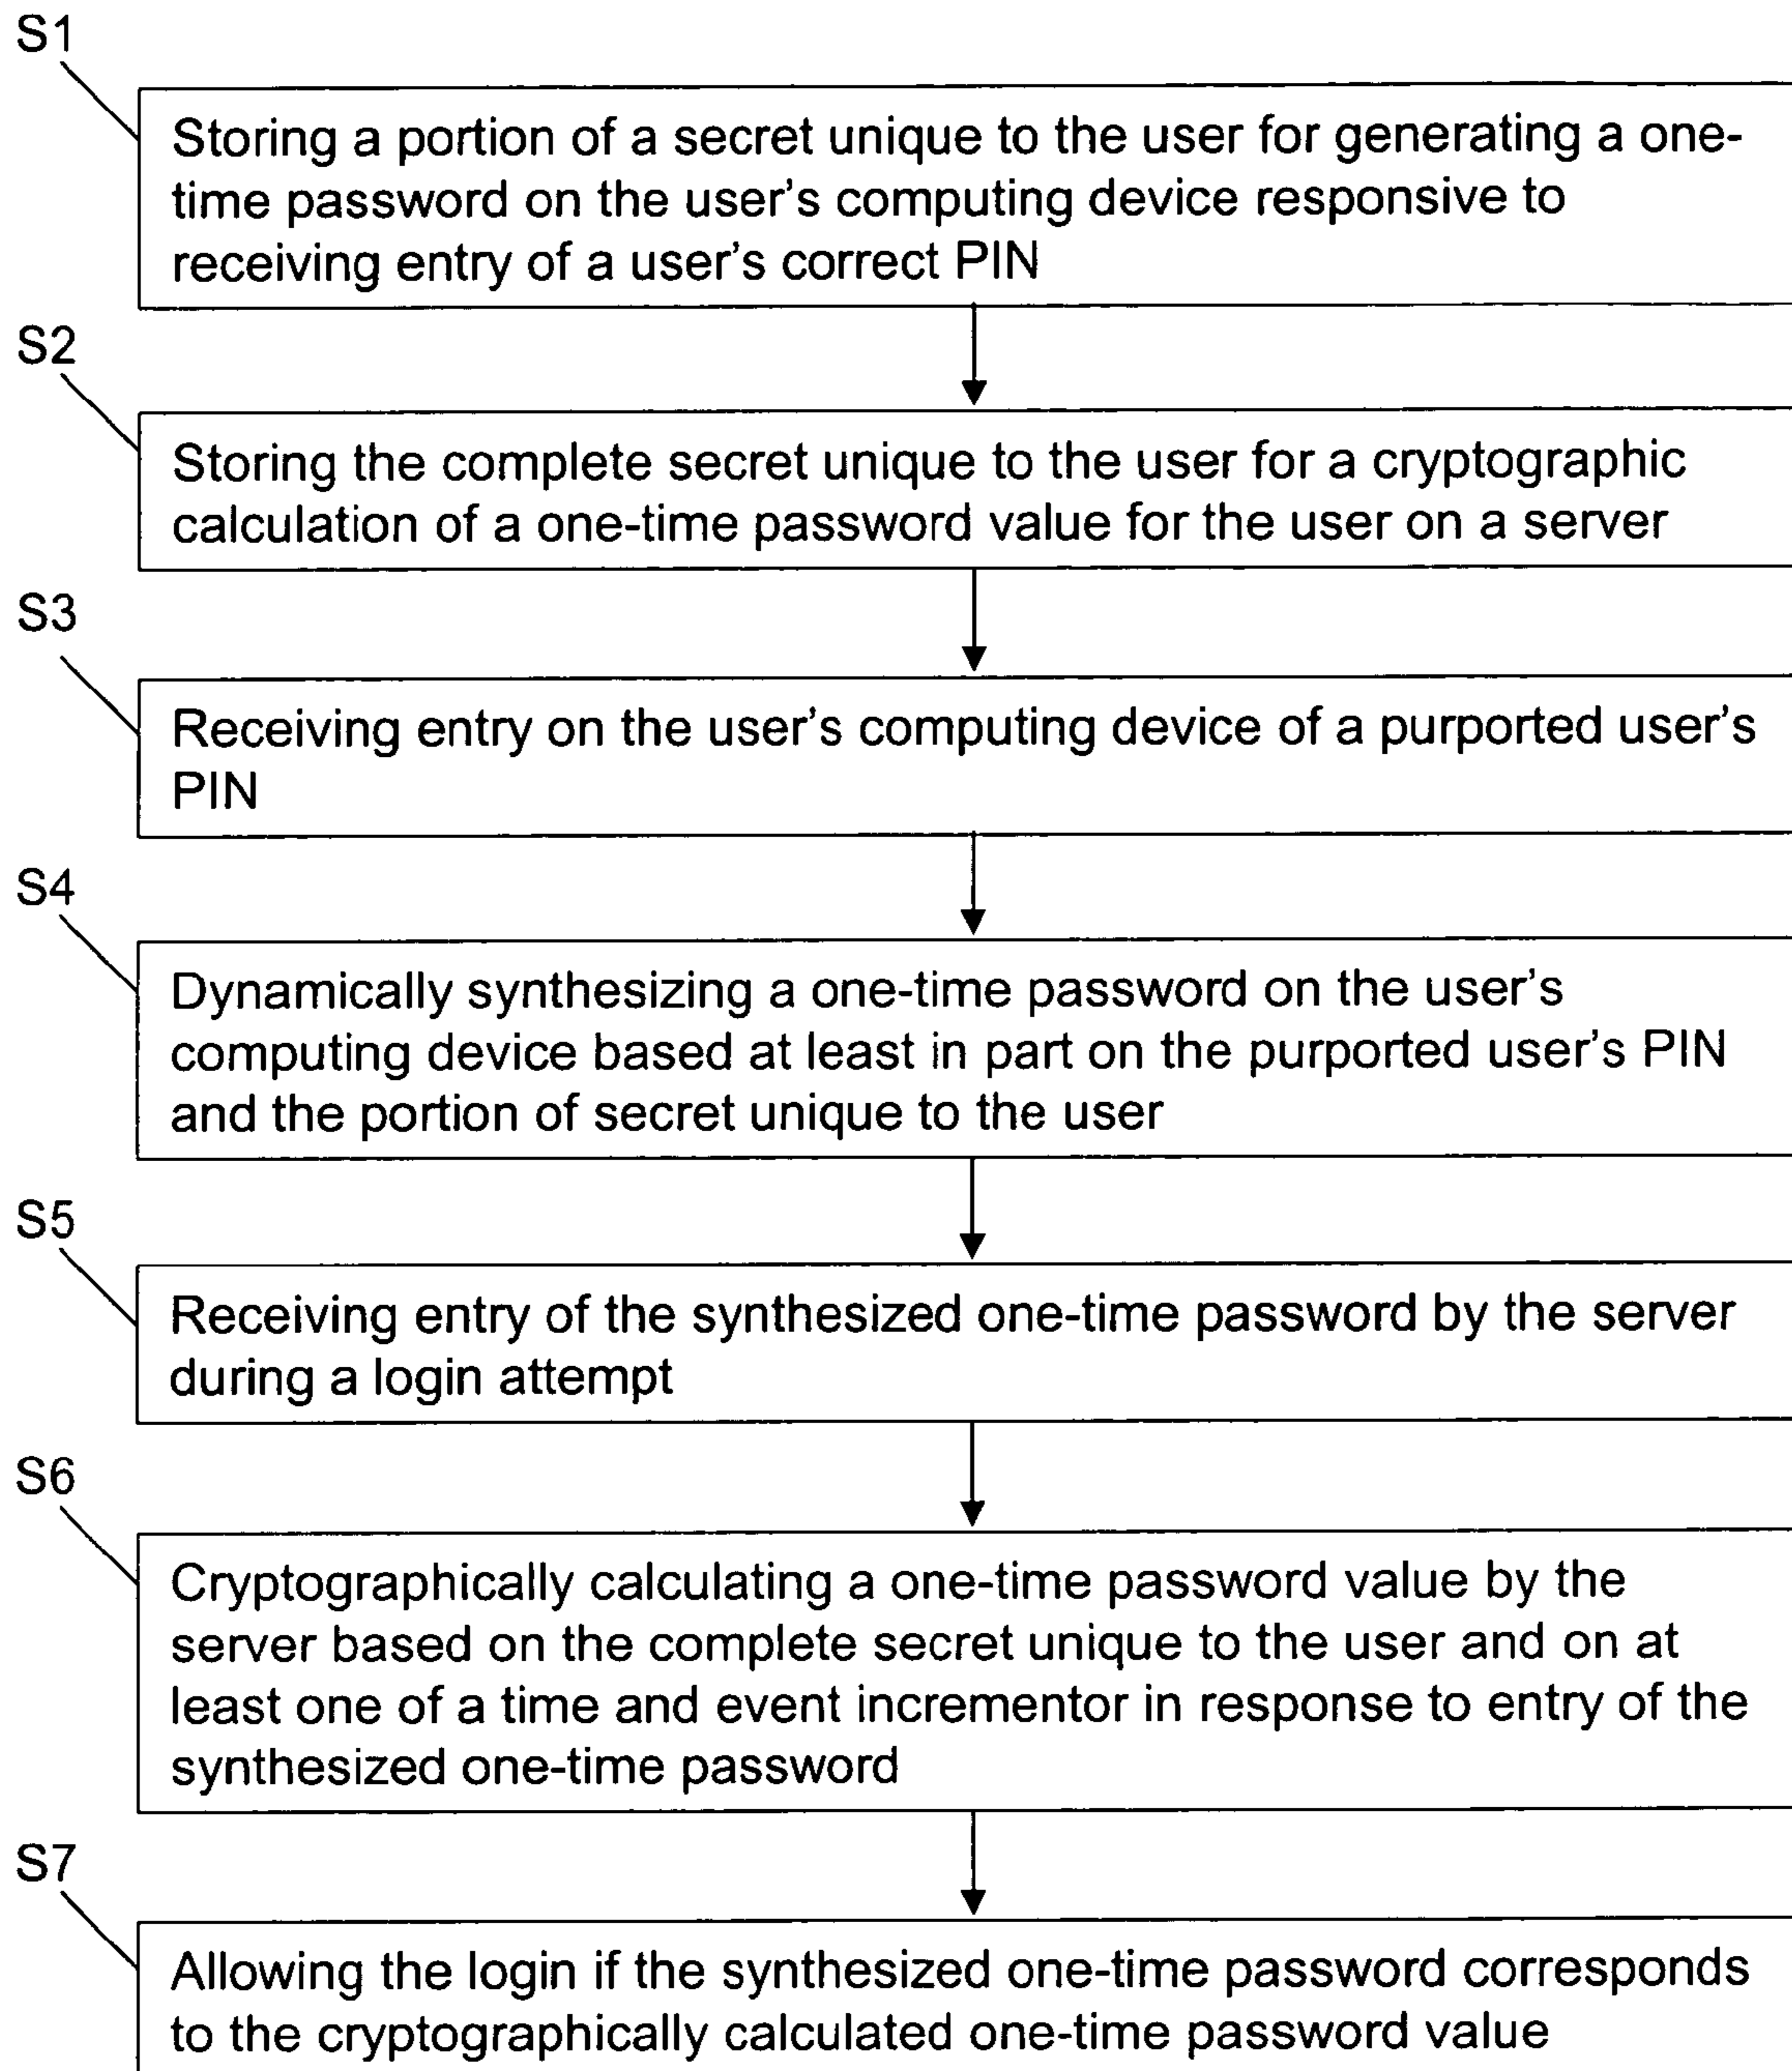 S1
Storing a portion of a secret unique to the user for generating a one-
time password on the user's computing device responsive to
receiving entry of a user's correct PIN
S2
Storing the complete secret unique to the user for a cryptographic
calculation of a one-time password value for the user on a server
S3
Receiving entry on the user's computing device of a purported user's
PIN
S4
Dynamically synthesizing a one-time password on the user's
computing device based at least in part on the purported user's PIN
and the portion of secret unique to the user
S5
Receiving entry of the synthesized one-time password by the server
during a login attempt
S6
Cryptographically calculating a one-time password value by the
server based on the complete secret unique to the user and on at
least one of a time and event incrementor in response to entry of the
synthesized one-time password
S7
Allowing the login if the synthesized one-time password corresponds
to the cryptographically calculated one-time password value